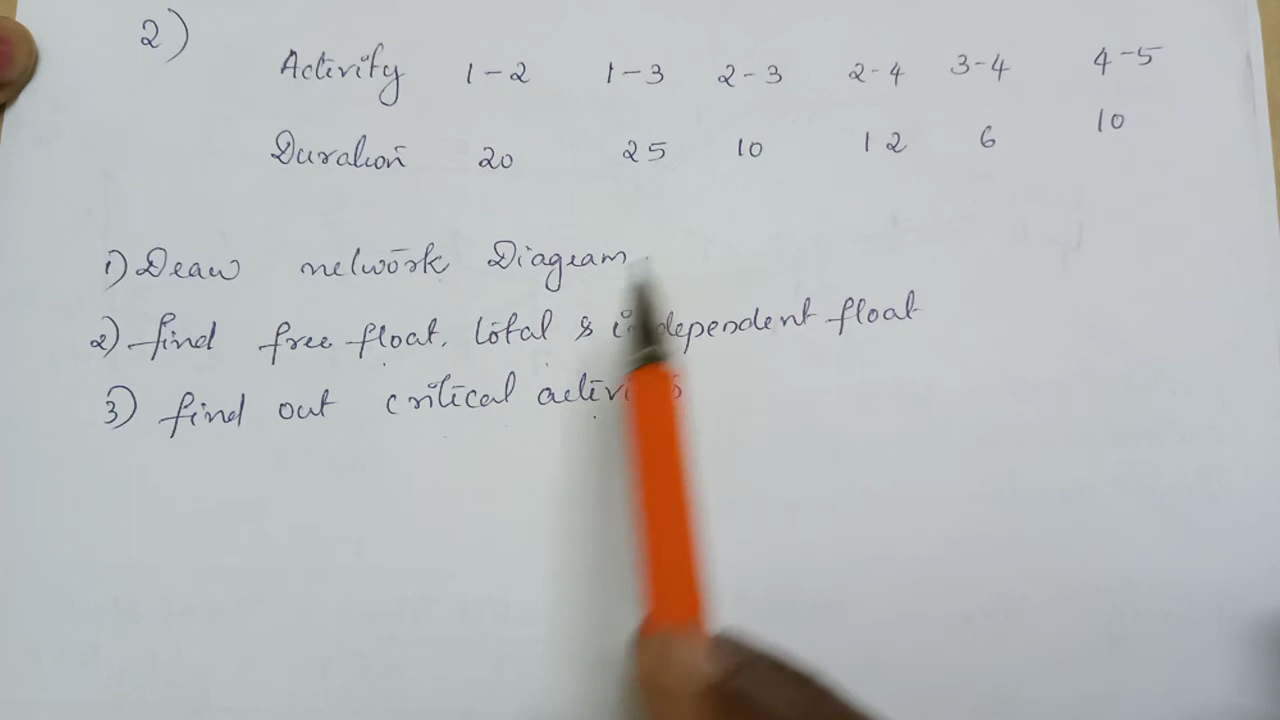 2)
Activity 1-2 1-3 2-3 2-4 3-4 4-5
Duration 20 25 10 12 6 10
1) Draw network Diagram.
2) find free float, total & independent float
3) find out critical